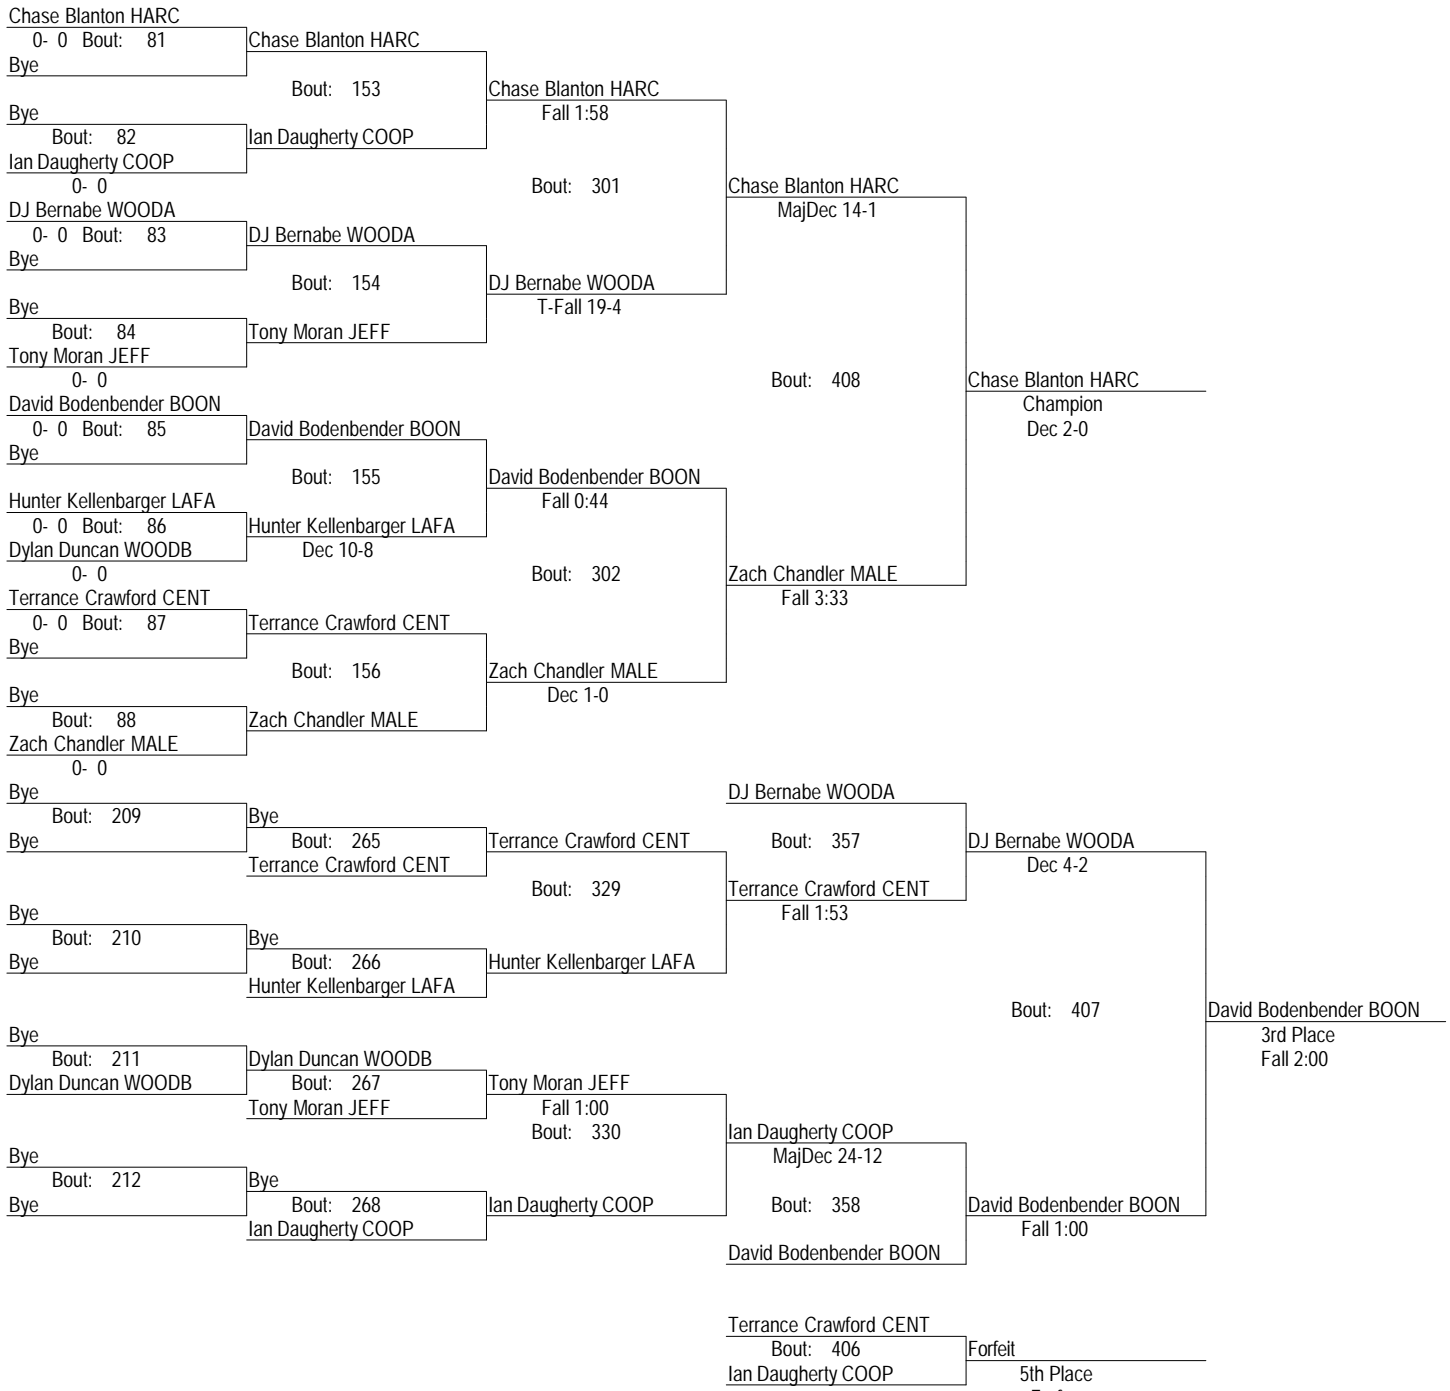 Chase Blanton HARC
0- 0 Bout: 81
Bye
Chase Blanton HARC
Bout: 153
Bye
Bout: 82
Ian Daugherty COOP
0- 0
Ian Daugherty COOP
Chase Blanton HARC
Fall 1:58
Bout: 301
DJ Bernabe WOODA
0- 0 Bout: 83
Bye
DJ Bernabe WOODA
Bout: 154
Bye
Bout: 84
Tony Moran JEFF
0- 0
Tony Moran JEFF
DJ Bernabe WOODA
T-Fall 19-4
Chase Blanton HARC
MajDec 14-1
Bout: 408
David Bodenbender BOON
0- 0 Bout: 85
Bye
David Bodenbender BOON
Bout: 155
Hunter Kellenbarger LAFA
0- 0 Bout: 86
Dylan Duncan WOODB
0- 0
Hunter Kellenbarger LAFA
Dec 10-8
David Bodenbender BOON
Fall 0:44
Bout: 302
Terrance Crawford CENT
0- 0 Bout: 87
Bye
Terrance Crawford CENT
Bout: 156
Bye
Bout: 88
Zach Chandler MALE
0- 0
Zach Chandler MALE
Zach Chandler MALE
Dec 1-0
Zach Chandler MALE
Fall 3:33
Chase Blanton HARC
Champion
Dec 2-0
Bye
Bout: 209
Bye
Bye
Bout: 265
Terrance Crawford CENT
Terrance Crawford CENT
Bout: 329
Bye
Bout: 210
Bye
Bye
Bout: 266
Hunter Kellenbarger LAFA
Hunter Kellenbarger LAFA
DJ Bernabe WOODA
Bout: 357
Terrance Crawford CENT
Fall 1:53
DJ Bernabe WOODA
Dec 4-2
Bout: 407
Bye
Bout: 211
Dylan Duncan WOODB
Dylan Duncan WOODB
Bout: 267
Tony Moran JEFF
Tony Moran JEFF
Fall 1:00
Bout: 330
Bye
Bout: 212
Bye
Bye
Bout: 268
Ian Daugherty COOP
Ian Daugherty COOP
Ian Daugherty COOP
MajDec 24-12
Bout: 358
David Bodenbender BOON
David Bodenbender BOON
Fall 1:00
David Bodenbender BOON
3rd Place
Fall 2:00
Terrance Crawford CENT
Bout: 406
Ian Daugherty COOP
Forfeit
5th Place